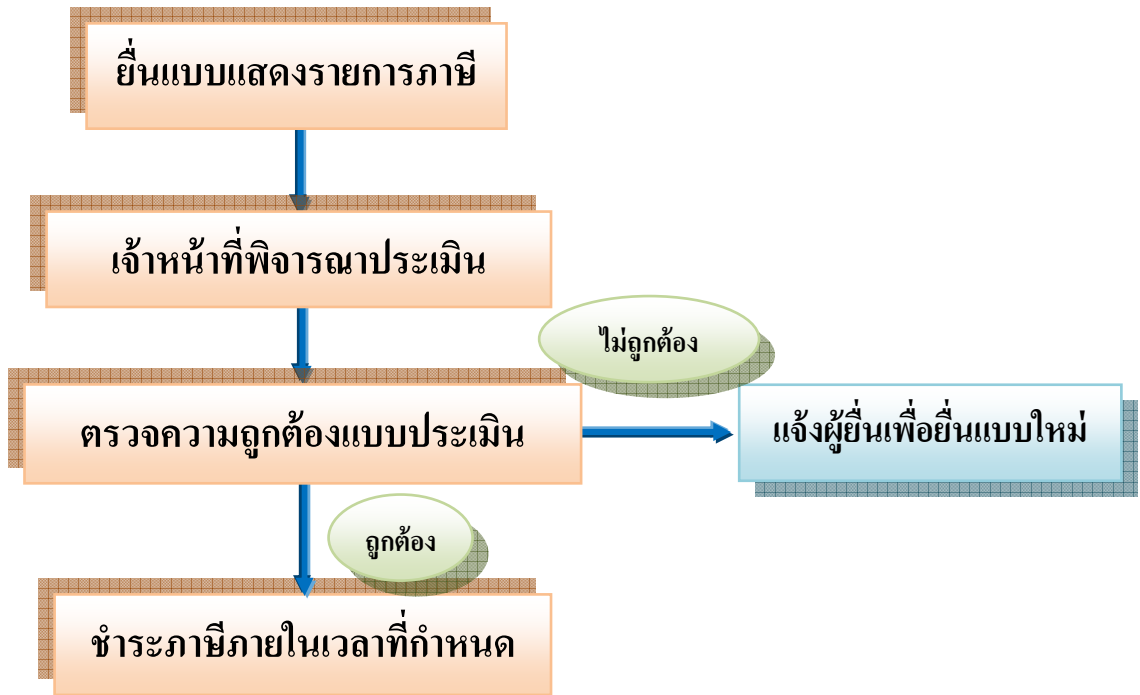 ยื่นแบบแสดงรายการภาษี
เจ้าหน้าที่พิจารณาประเมิน
ไม่ถูกต้อง
ตรวจความถูกต้องแบบประเมิน
แจ้งผู้ยื่นเพื่อยื่นแบบใหม่
ถูกต้อง
ชำระภาษีภายในเวลาที่กำหนด